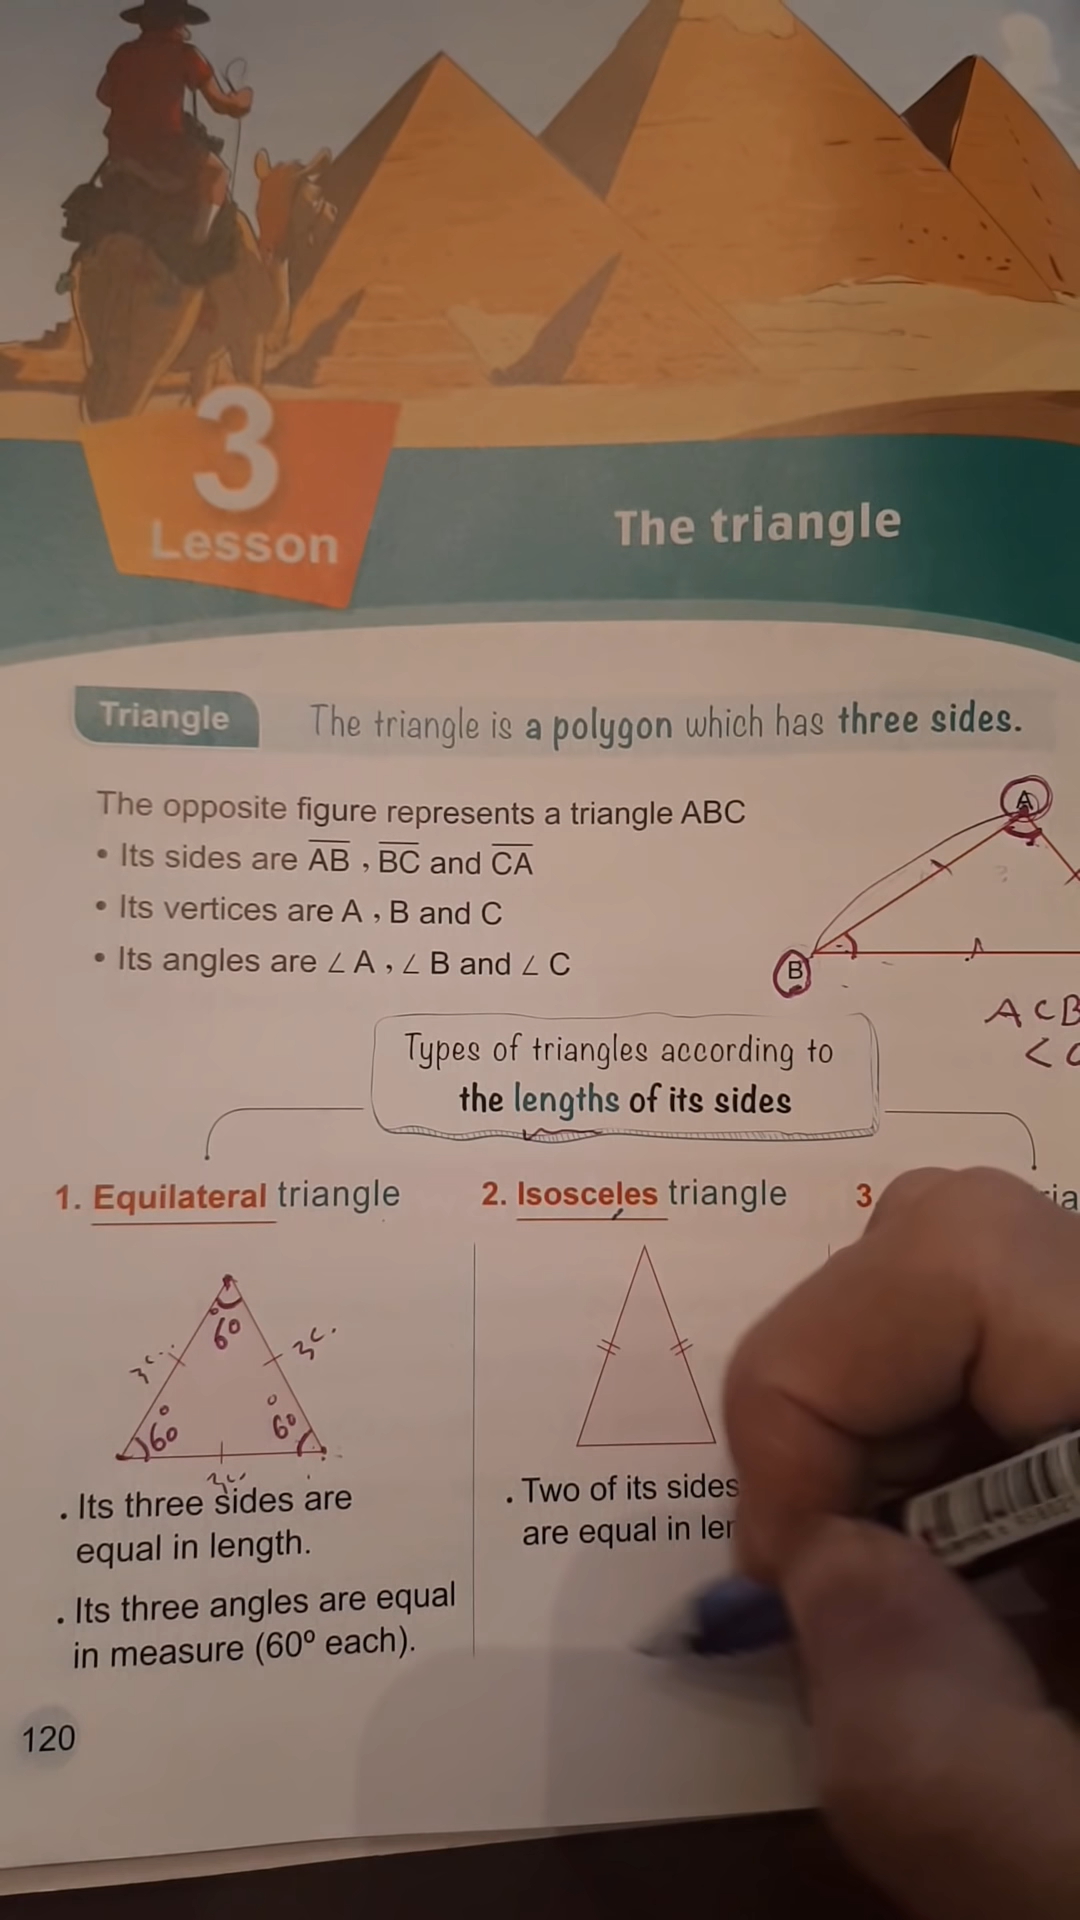 3
Lesson
The triangle
Triangle
The triangle is a polygon which has three sides.
The opposite figure represents a triangle ABC
• Its sides are AB , BC and CA
• Its vertices are A , B and C
• Its angles are ∠ A , ∠ B and ∠ C
A
B
ACB
<
Types of triangles according to
the lengths of its sides
1. Equilateral triangle
2. Isosceles triangle
3
60
60
60
. Its three sides are
equal in length.
. Its three angles are equal
in measure (60º each).
. Two of its sides
are equal in
120